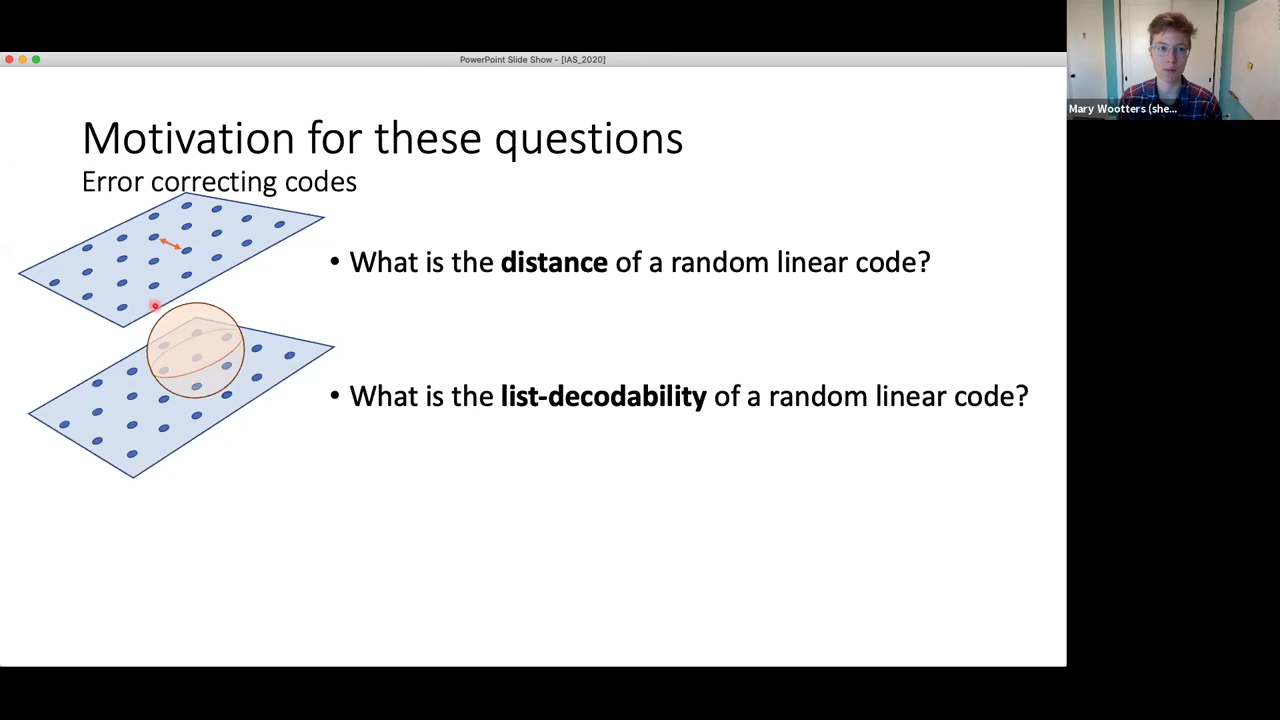 PowerPoint Slide Show - [IAS_2020]
Mary Wootters (she...
Motivation for these questions
Error correcting codes
• What is the distance of a random linear code?
• What is the list-decodability of a random linear code?